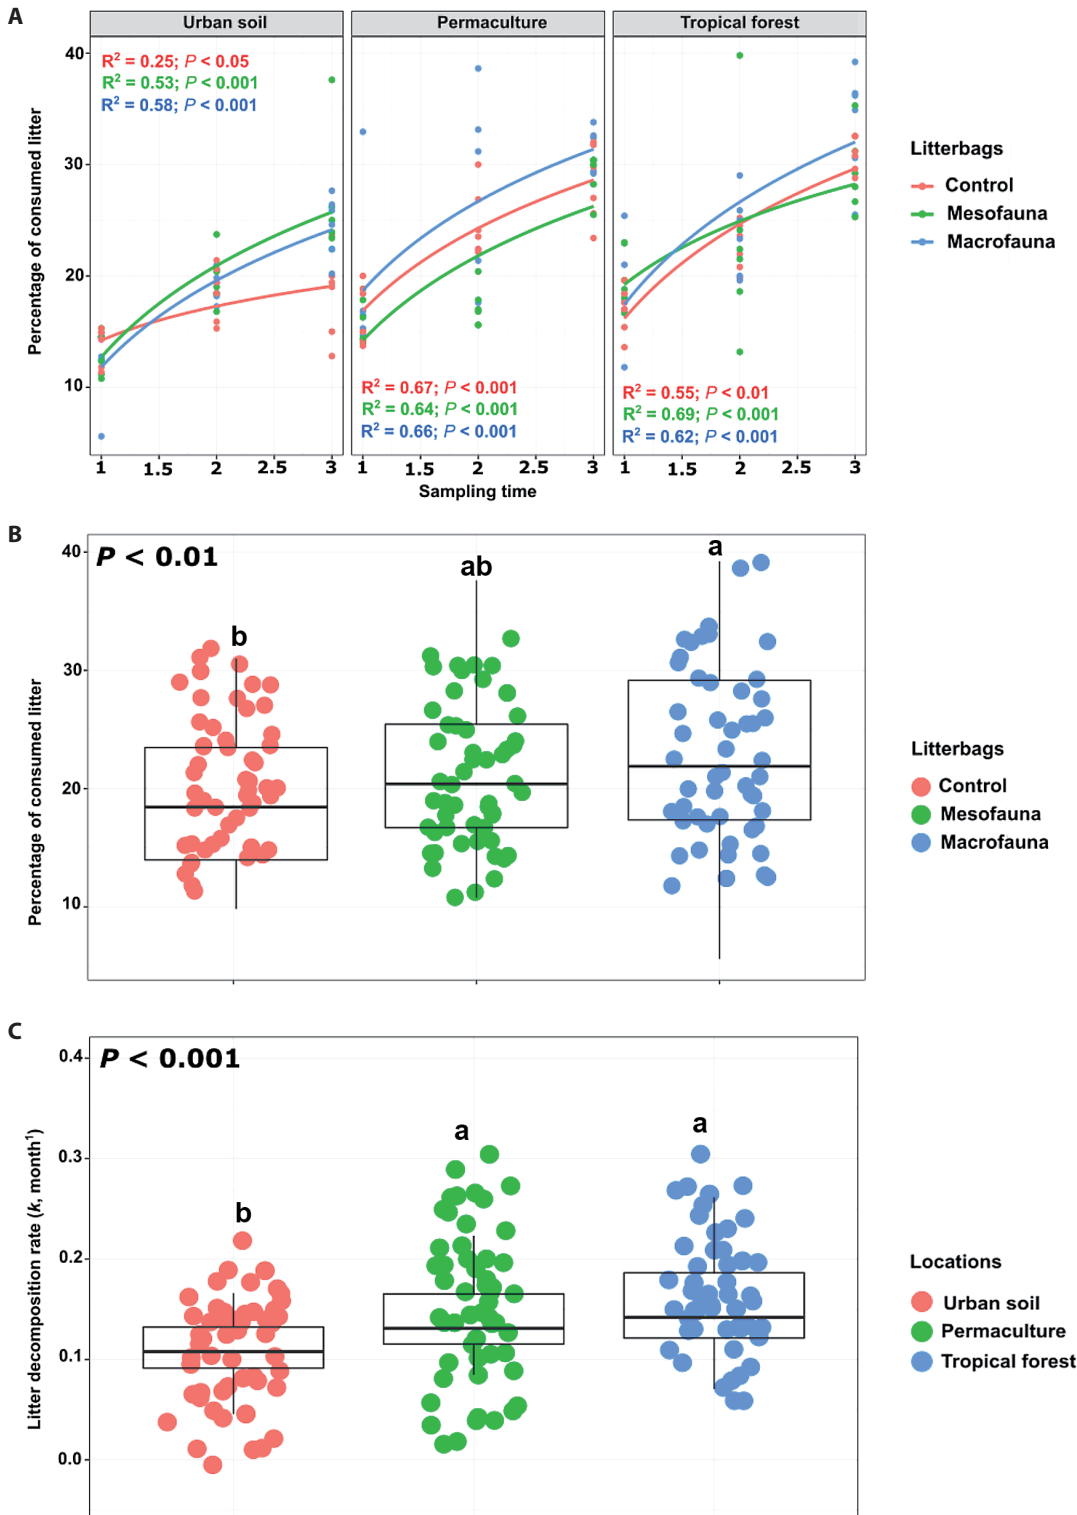 A
Urban soil
Permaculture
Tropical forest
R² = 0.25; P < 0.05
R² = 0.53; P < 0.001
R² = 0.58; P < 0.001
R² = 0.67; P < 0.001
R² = 0.64; P < 0.001
R² = 0.66; P < 0.001
R² = 0.55; P < 0.01
R² = 0.69; P < 0.001
R² = 0.62; P < 0.001
Percentage of consumed litter
40
30
20
10
1 1.5 2 2.5 3
1 1.5 2 2.5 3
1 1.5 2 2.5 3
Sampling time
Litterbags
Control
Mesofauna
Macrofauna
B
P < 0.01
b
ab
a
Percentage of consumed litter
40
30
20
10
Litterbags
Control
Mesofauna
Macrofauna
C
P < 0.001
b
a
a
Litter decomposition rate (k, month¹)
0.4
0.3
0.2
0.1
0.0
Locations
Urban soil
Permaculture
Tropical forest